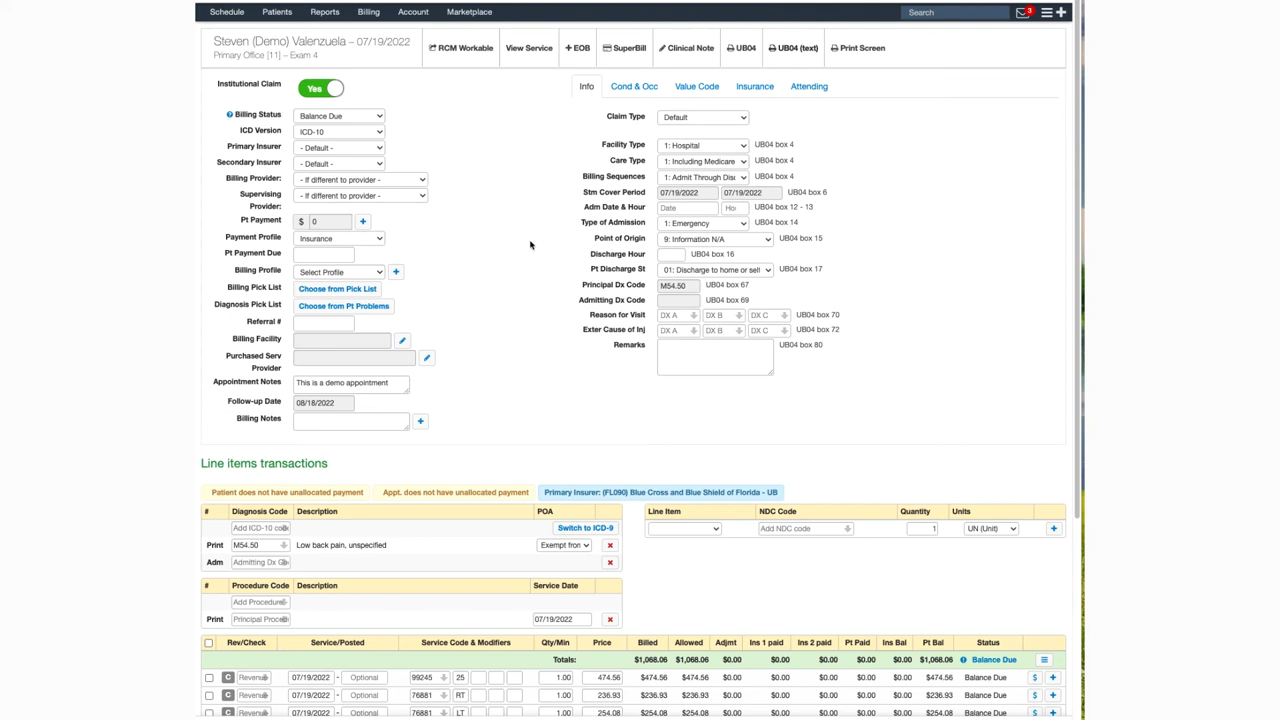 Schedule Patients Reports Billing Account Marketplace Search 3
Steven (Demo) Valenzuela – 07/19/2022
Primary Office [11] – Exam 4
RCM Workable View Service +EOB SuperBill Clinical Note UB04 UB04 (text) Print Screen
Institutional Claim Yes
Info Cond & Occ Value Code Insurance Attending
Billing Status Balance Due
ICD Version ICD-10
Primary Insurer - Default -
Secondary Insurer - Default -
Billing Provider: - If different to provider -
Supervising Provider: - If different to provider -
Pt Payment $ 0
Payment Profile Insurance
Pt Payment Due
Billing Profile Select Profile
Billing Pick List Choose from Pick List
Diagnosis Pick List Choose from Pt Problems
Referral #
Billing Facility
Purchased Serv Provider
Appointment Notes This is a demo appointment
Follow-up Date 08/18/2022
Billing Notes
Claim Type Default
Facility Type 1: Hospital UB04 box 4
Care Type 1: Including Medicare UB04 box 4
Billing Sequences 1: Admit Through Disc UB04 box 4
Stm Cover Period 07/19/2022 07/19/2022 UB04 box 6
Adm Date & Hour Date Hou UB04 box 12 - 13
Type of Admission 1: Emergency UB04 box 14
Point of Origin 9: Information N/A UB04 box 15
Discharge Hour UB04 box 16
Pt Discharge St 01: Discharge to home or self UB04 box 17
Principal Dx Code M54.50 UB04 box 67
Admitting Dx Code UB04 box 69
Reason for Visit DX A DX B DX C UB04 box 70
Exter Cause of Inj DX A DX B DX C UB04 box 72
Remarks UB04 box 80
Line items transactions
Patient does not have unallocated payment Appt. does not have unallocated payment Primary Insurer: (FL090) Blue Cross and Blue Shield of Florida - UB
# Diagnosis Code Description POA
Add ICD-10 code Switch to ICD-9
Print M54.50 Low back pain, unspecified Exempt from
Adm Admitting Dx Co
Line Item NDC Code Quantity Units
Add NDC code 1 UN (Unit)
# Procedure Code Description Service Date
Add Procedure
Print Principal Proce 07/19/2022
Rev/Check Service/Posted Service Code & Modifiers Qty/Min Price Billed Allowed Adjmt Ins 1 paid Ins 2 paid Pt Paid Ins Bal Pt Bal Status
Totals: $1,068.06 $1,068.06 $0.00 $0.00 $0.00 $0.00 $0.00 $1,068.06 Balance Due
C Revenue 07/19/2022 - Optional 99245 25 1.00 474.56 $474.56 $474.56 $0.00 $0.00 $0.00 $0.00 $0.00 $474.56 Balance Due $
C Revenue 07/19/2022 - Optional 76881 RT 1.00 236.93 $236.93 $236.93 $0.00 $0.00 $0.00 $0.00 $0.00 $236.93 Balance Due $
C Revenue 07/19/2022 - Optional 76881 LT 1.00 254.08 $254.08 $254.08 $0.00 $0.00 $0.00 $0.00 $0.00 $254.08 Balance Due $